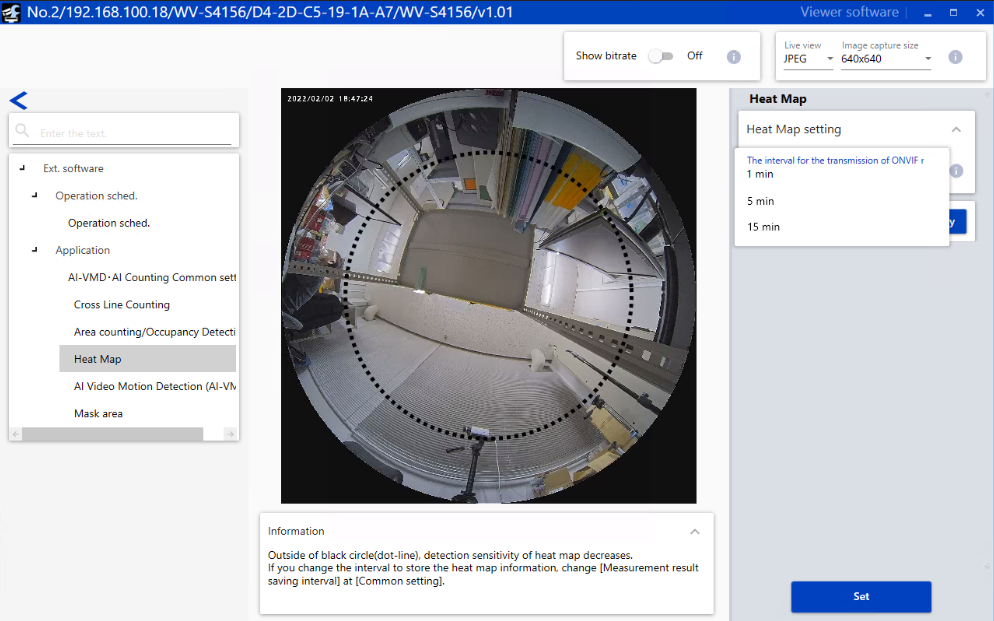 No.2/192.168.100.18/WV-S4156/D4-2D-C5-19-1A-A7/WV-S4156/v1.01
Viewer software
Show bitrate
Off
Live view
JPEG
Image capture size
640x640
Enter the text.
Ext. software
Operation sched.
Operation sched.
Application
AI-VMD·AI Counting Common sett
Cross Line Counting
Area counting/Occupancy Detecti
Heat Map
AI Video Motion Detection (AI-VM
Mask area
2022/02/02 18:47:24
Information
Outside of black circle(dot-line), detection sensitivity of heat map decreases.
If you change the interval to store the heat map information, change [Measurement result
saving interval] at [Common setting].
Heat Map
Heat Map setting
The interval for the transmission of ONVIF r
1 min
5 min
15 min
y
Set